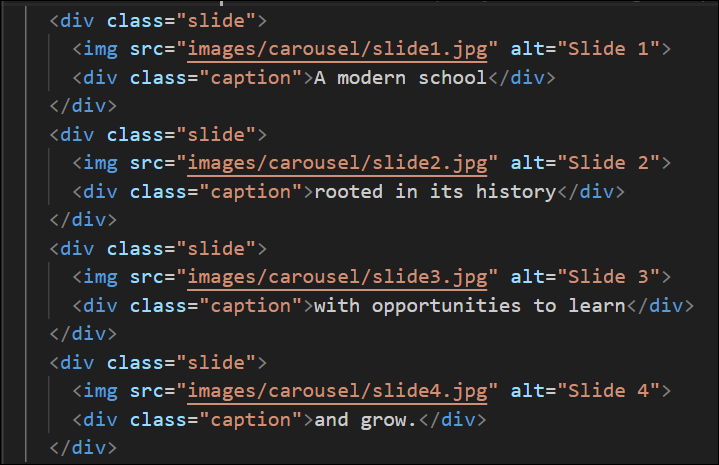 <div class="slide">
<img src="images/carousel/slide1.jpg" alt="Slide 1">
<div class="caption">A modern school</div>
</div>
<div class="slide">
<img src="images/carousel/slide2.jpg" alt="Slide 2">
<div class="caption">rooted in its history</div>
</div>
<div class="slide">
<img src="images/carousel/slide3.jpg" alt="Slide 3">
<div class="caption">with opportunities to learn</div>
</div>
<div class="slide">
<img src="images/carousel/slide4.jpg" alt="Slide 4">
<div class="caption">and grow.</div>
</div>